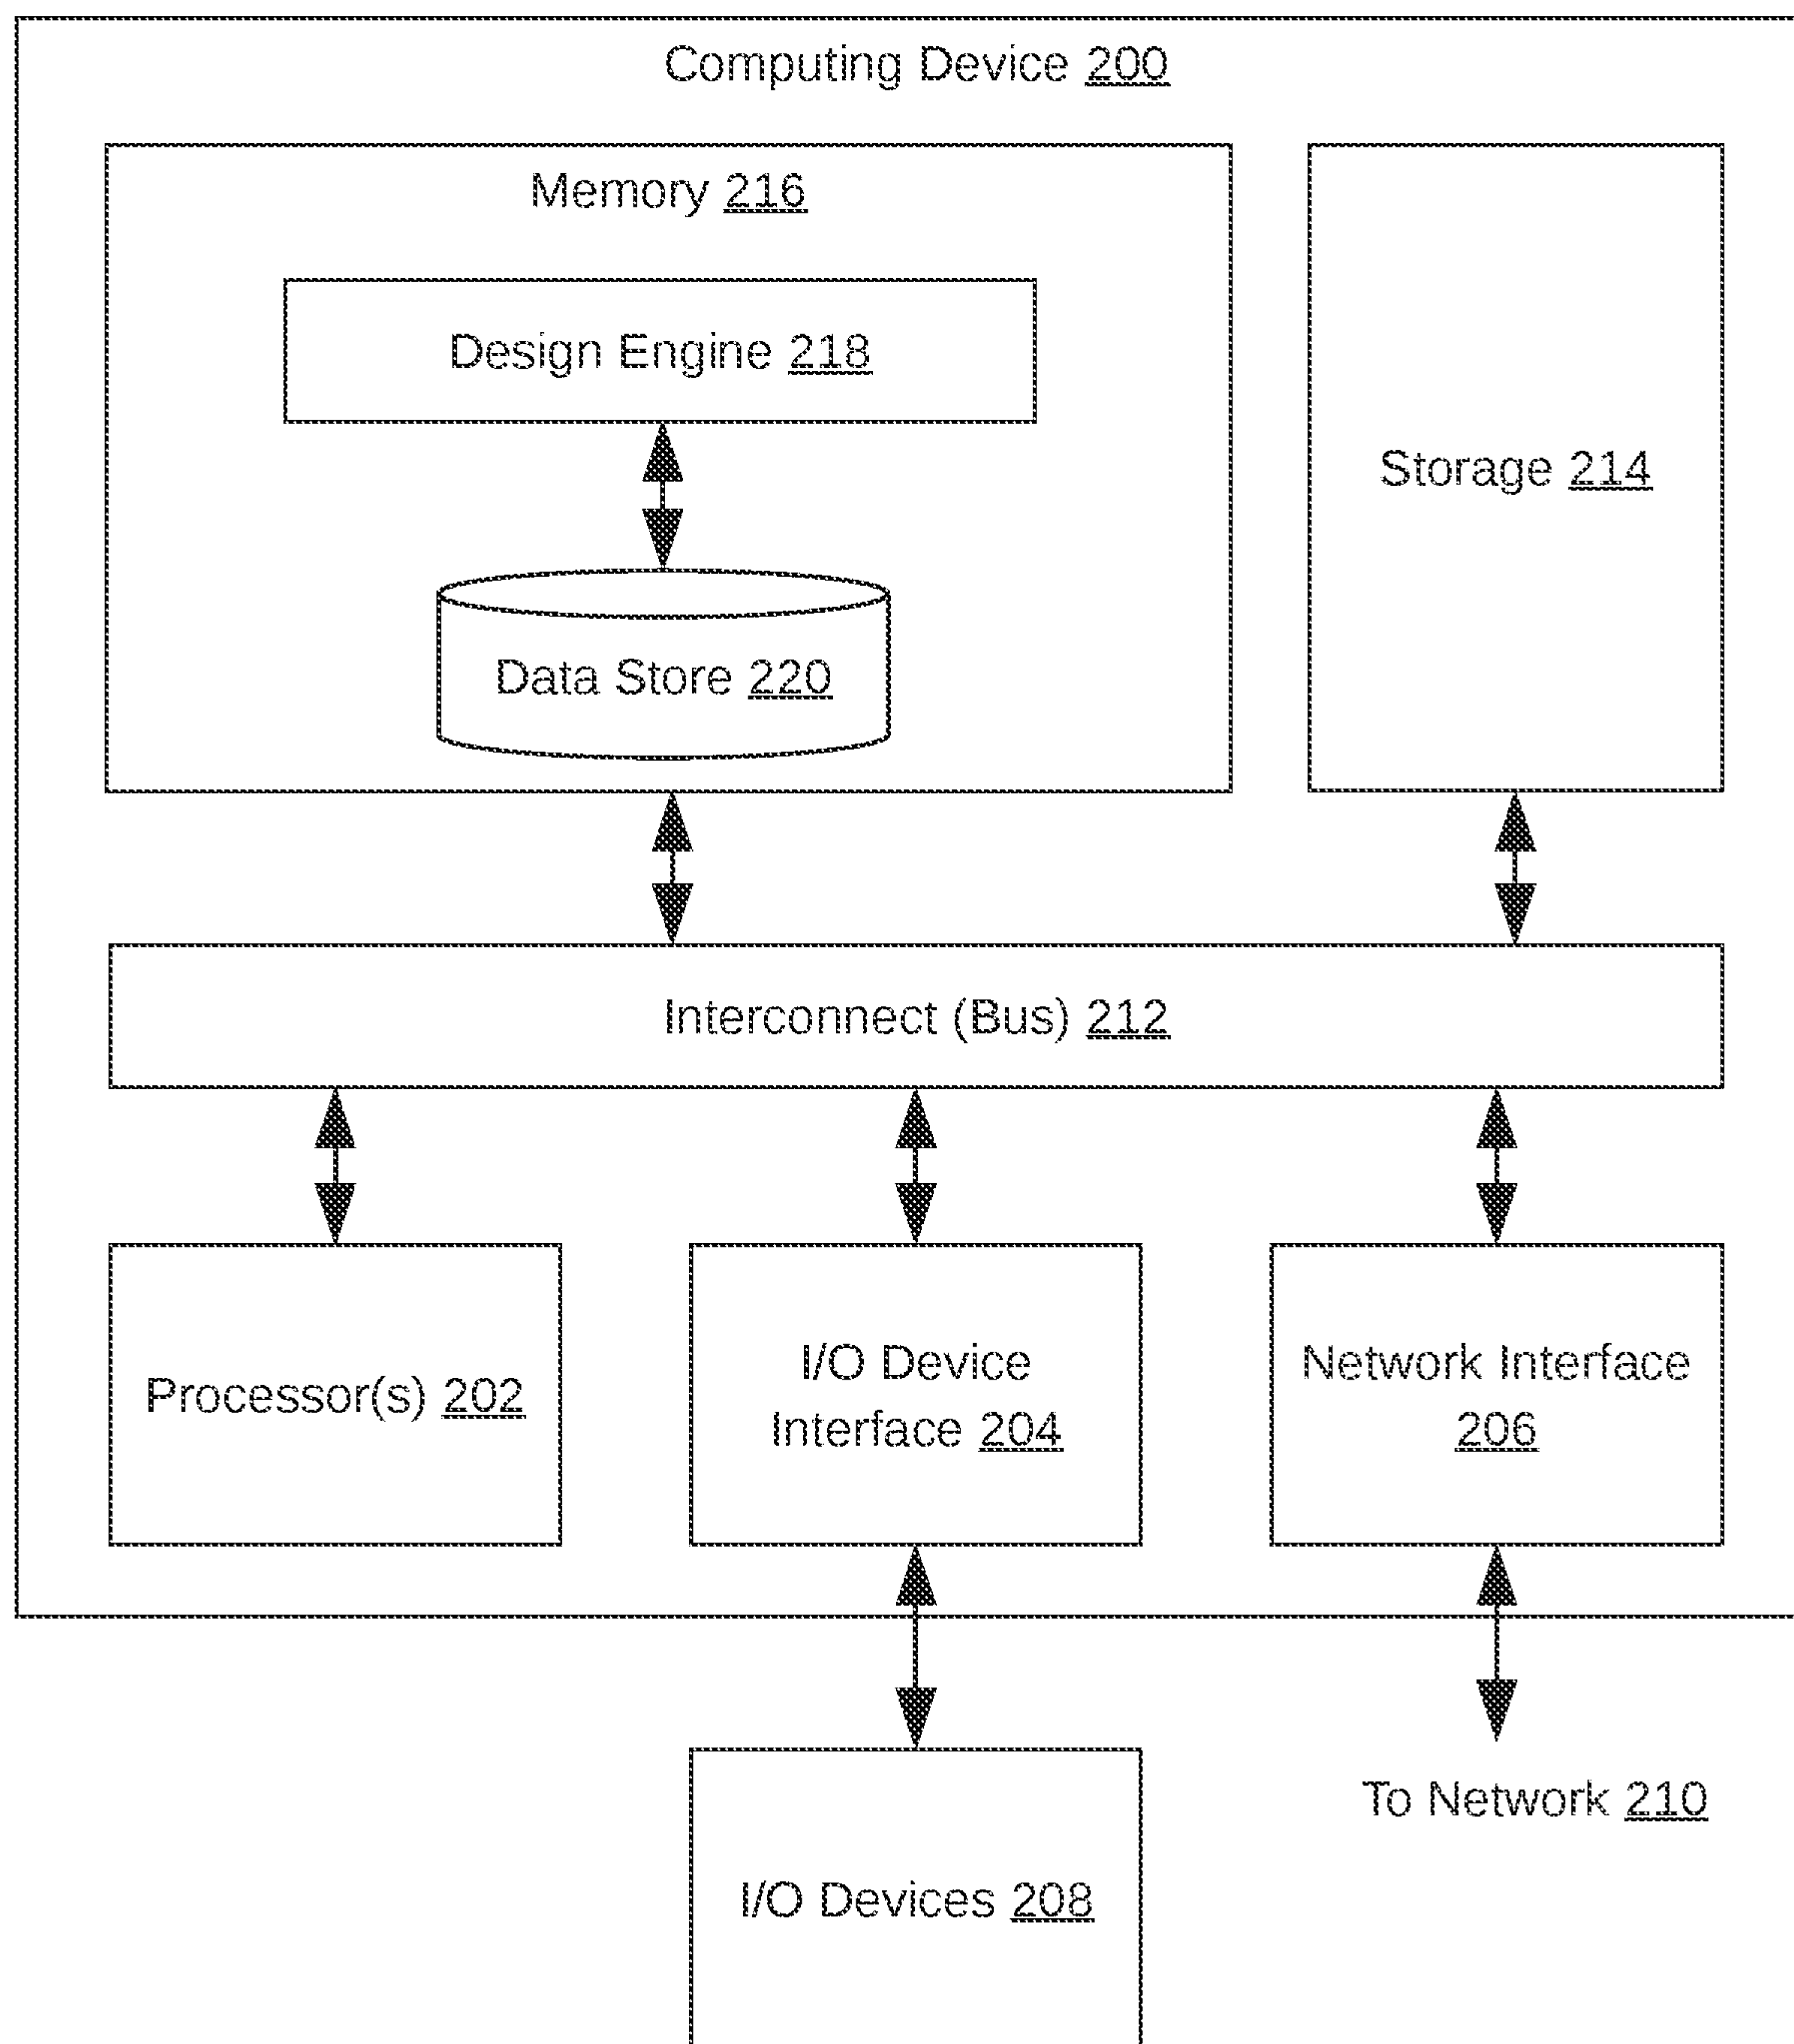 Computing Device 200
Memory 216
Design Engine 218
Data Store 220
Storage 214
Interconnect (Bus) 212
Processor(s) 202
I/O Device
Interface 204
Network Interface
206
To Network 210
I/O Devices 208